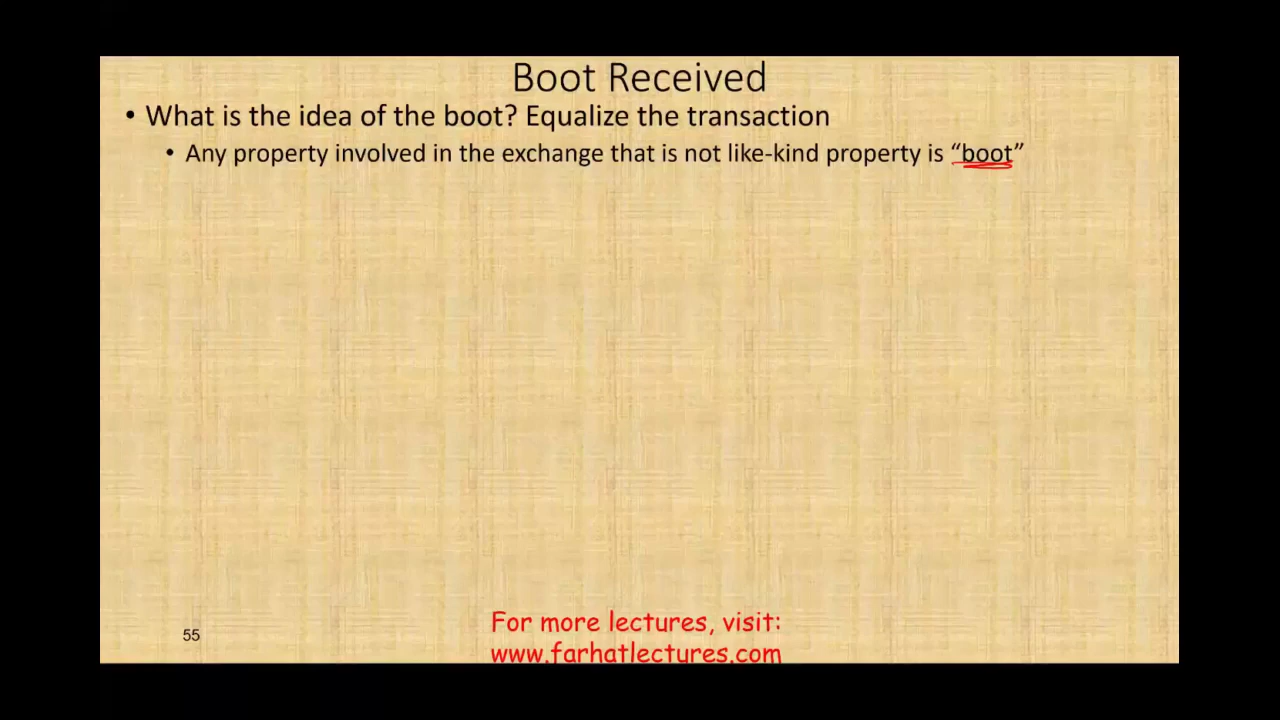 Boot Received
• What is the idea of the boot? Equalize the transaction
• Any property involved in the exchange that is not like-kind property is “boot”
55
For more lectures, visit:
www.farhatlectures.com